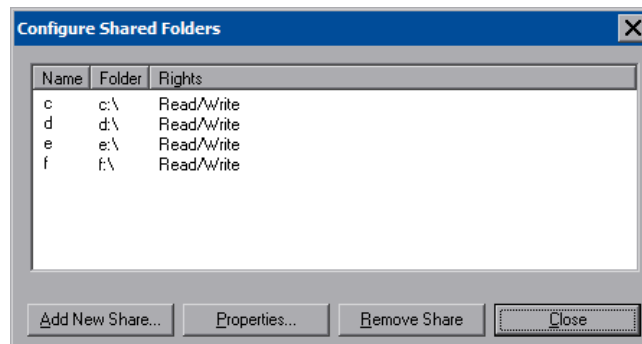 Configure Shared Folders
Name Folder Rights
c c:\ Read/Write
d d:\ Read/Write
e e:\ Read/Write
f f:\ Read/Write
Add New Share... Properties... Remove Share Close